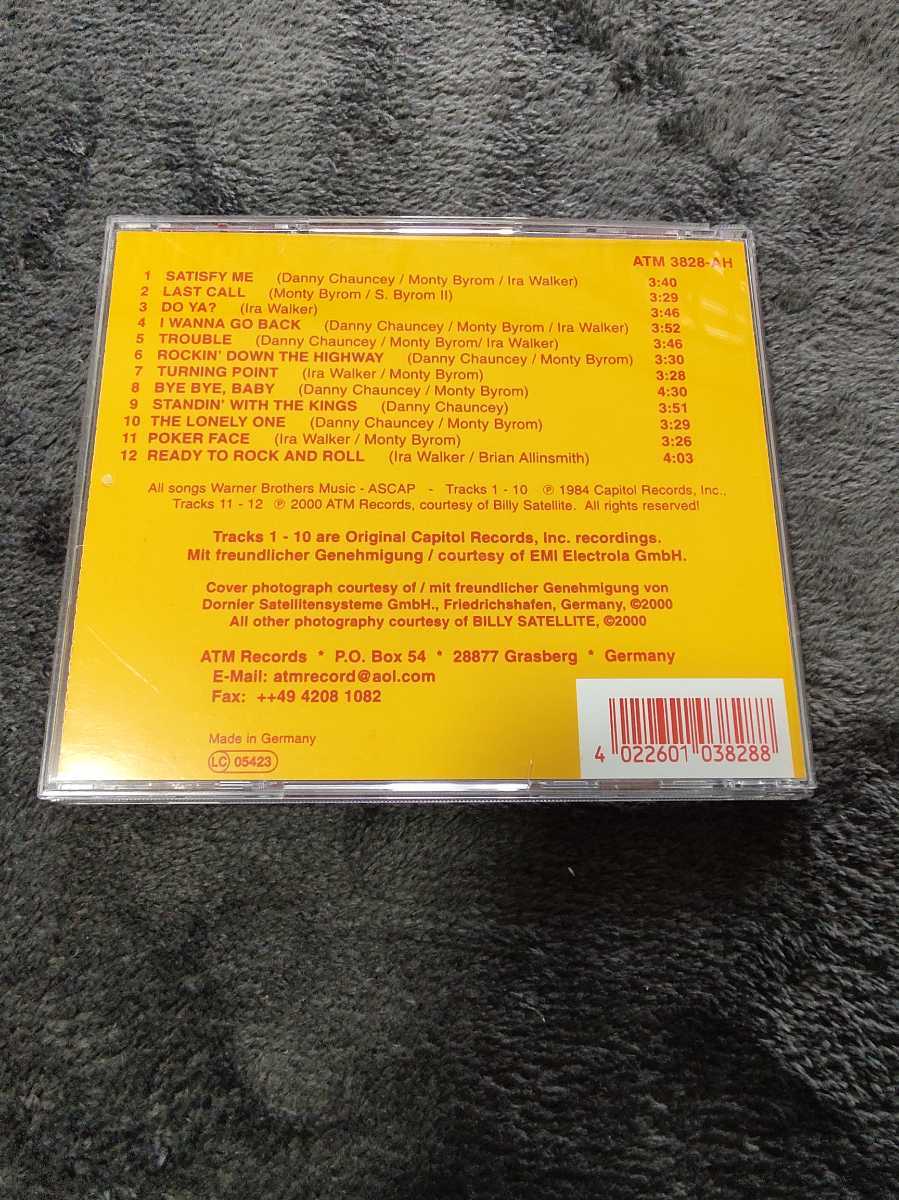 ATM 3828-AH
1 SATISFY ME (Danny Chauncey / Monty Byrom / Ira Walker) 3:40
2 LAST CALL (Monty Byrom / S. Byrom II) 3:29
3 DO YA? (Ira Walker) 3:46
4 I WANNA GO BACK (Danny Chauncey / Monty Byrom / Ira Walker) 3:52
5 TROUBLE (Danny Chauncey / Monty Byrom/ Ira Walker) 3:46
6 ROCKIN' DOWN THE HIGHWAY (Danny Chauncey / Monty Byrom) 3:30
7 TURNING POINT (Ira Walker / Monty Byrom) 3:28
8 BYE BYE, BABY (Danny Chauncey / Monty Byrom) 4:30
9 STANDIN' WITH THE KINGS (Danny Chauncey) 3:51
10 THE LONELY ONE (Danny Chauncey / Monty Byrom) 3:29
11 POKER FACE (Ira Walker / Monty Byrom) 3:26
12 READY TO ROCK AND ROLL (Ira Walker / Brian Allinsmith) 4:03
All songs Warner Brothers Music - ASCAP - Tracks 1 - 10 ℗ 1984 Capitol Records, Inc.,
Tracks 11 - 12 ℗ 2000 ATM Records, courtesy of Billy Satellite. All rights reserved!
Tracks 1 - 10 are Original Capitol Records, Inc. recordings.
Mit freundlicher Genehmigung / courtesy of EMI Electrola GmbH.
Cover photograph courtesy of / mit freundlicher Genehmigung von
Dornier Satellitensysteme GmbH., Friedrichshafen, Germany, ©2000
All other photography courtesy of BILLY SATELLITE, ©2000
ATM Records * P.O. Box 54 * 28877 Grasberg * Germany
E-Mail: atmrecord@aol.com
Fax: ++49 4208 1082
Made in Germany
LC 05423
4 022601 038288